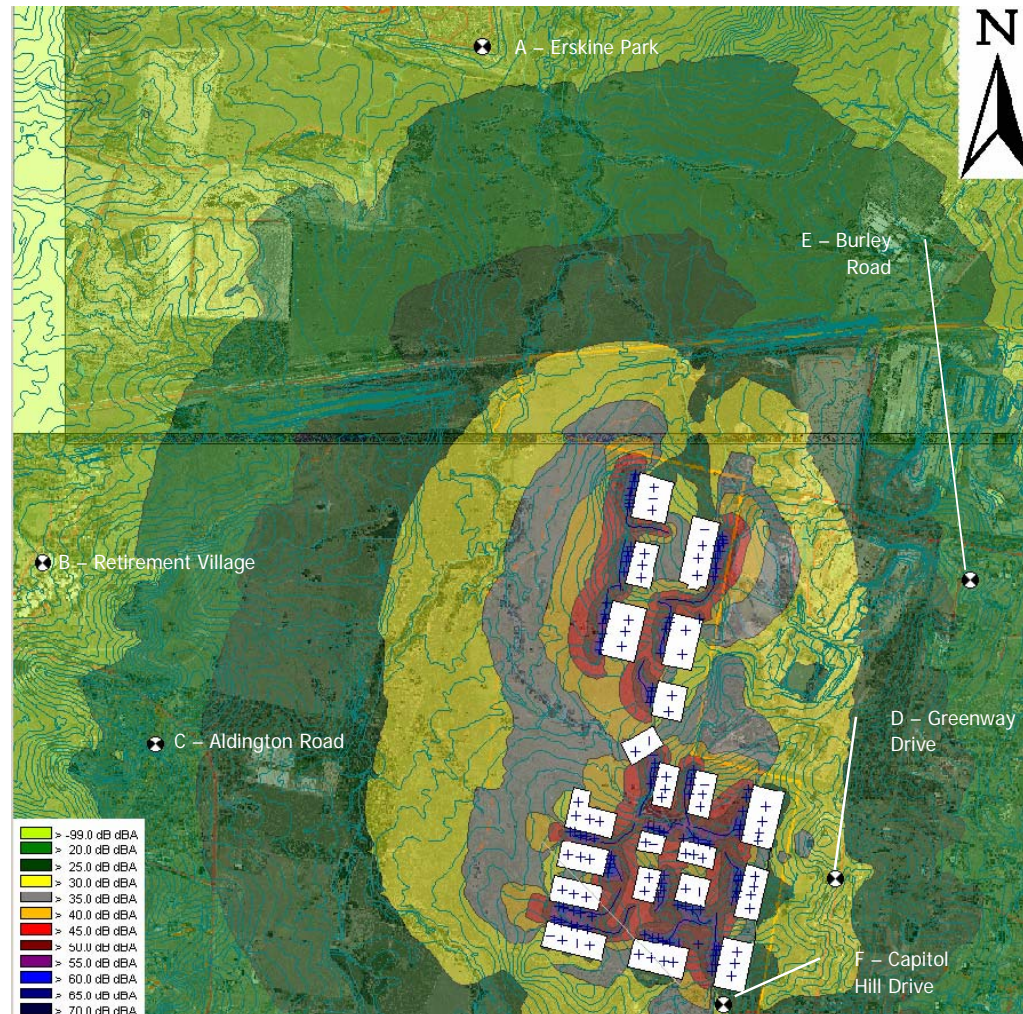 N
A – Erskine Park
E – Burley
Road
B – Retirement Village
C – Aldington Road
D – Greenway
Drive
F – Capitol
Hill Drive
> -99.0 dB dBA
> 20.0 dB dBA
> 25.0 dB dBA
> 30.0 dB dBA
> 35.0 dB dBA
> 40.0 dB dBA
> 45.0 dB dBA
> 50.0 dB dBA
> 55.0 dB dBA
> 60.0 dB dBA
> 65.0 dB dBA
> 70.0 dB dBA